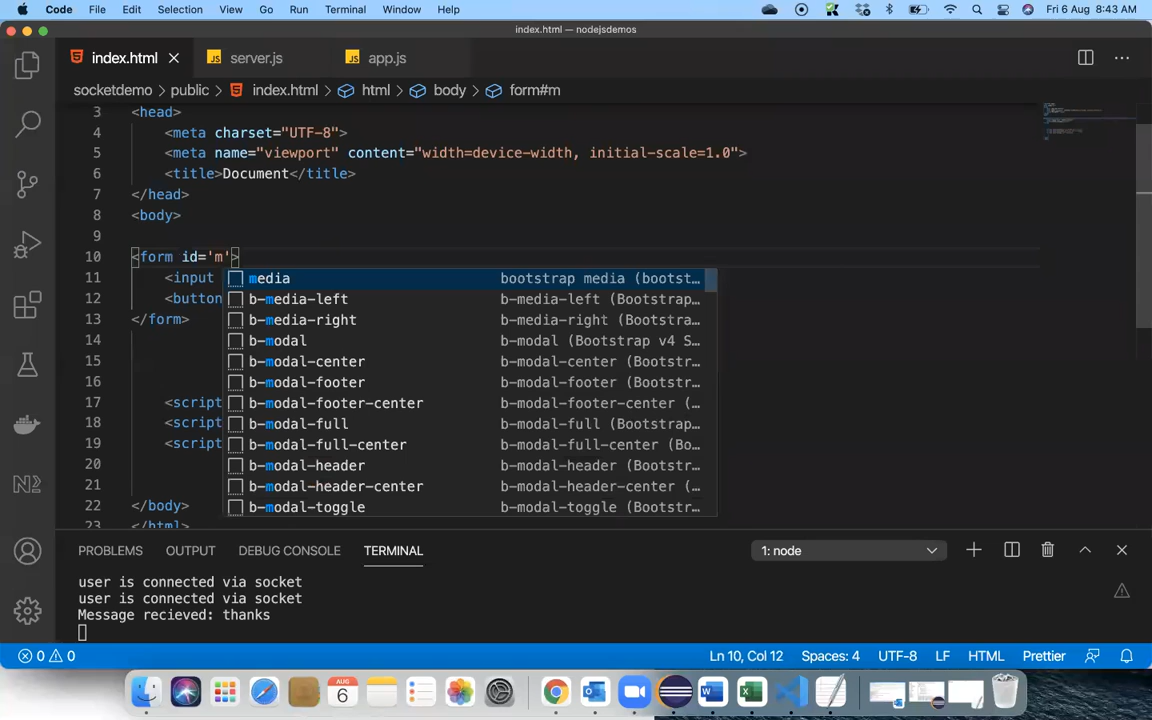 Code File Edit Selection View Go Run Terminal Window Help Fri 6 Aug 8:43 AM
index.html — nodejsdemos
index.html server.js app.js
socketdemo > public > index.html > html > body > form#m
3 <head>
4 <meta charset="UTF-8">
5 <meta name="viewport" content="width=device-width, initial-scale=1.0">
6 <title>Document</title>
7 </head>
8 <body>
9
10 <form id='m'>
11 <input media bootstrap media (bootst…
12 <button b-media-left b-media-left (Bootstrap…
13 </form> b-media-right b-media-right (Bootstra…
14 b-modal b-modal (Bootstrap v4 S…
15 b-modal-center b-modal-center (Bootstr…
16 b-modal-footer b-modal-footer (Bootstr…
17 <script b-modal-footer-center b-modal-footer-center (…
18 <script b-modal-full b-modal-full (Bootstrap…
19 <script b-modal-full-center b-modal-full-center (Bo…
20 b-modal-header b-modal-header (Bootstr…
21 b-modal-header-center b-modal-header-center (…
22 </body> b-modal-toggle b-modal-toggle (Bootstr…
23 </html>
PROBLEMS OUTPUT DEBUG CONSOLE TERMINAL 1: node
user is connected via socket
user is connected via socket
Message recieved: thanks
0 0 Ln 10, Col 12 Spaces: 4 UTF-8 LF HTML Prettier
AUG
6